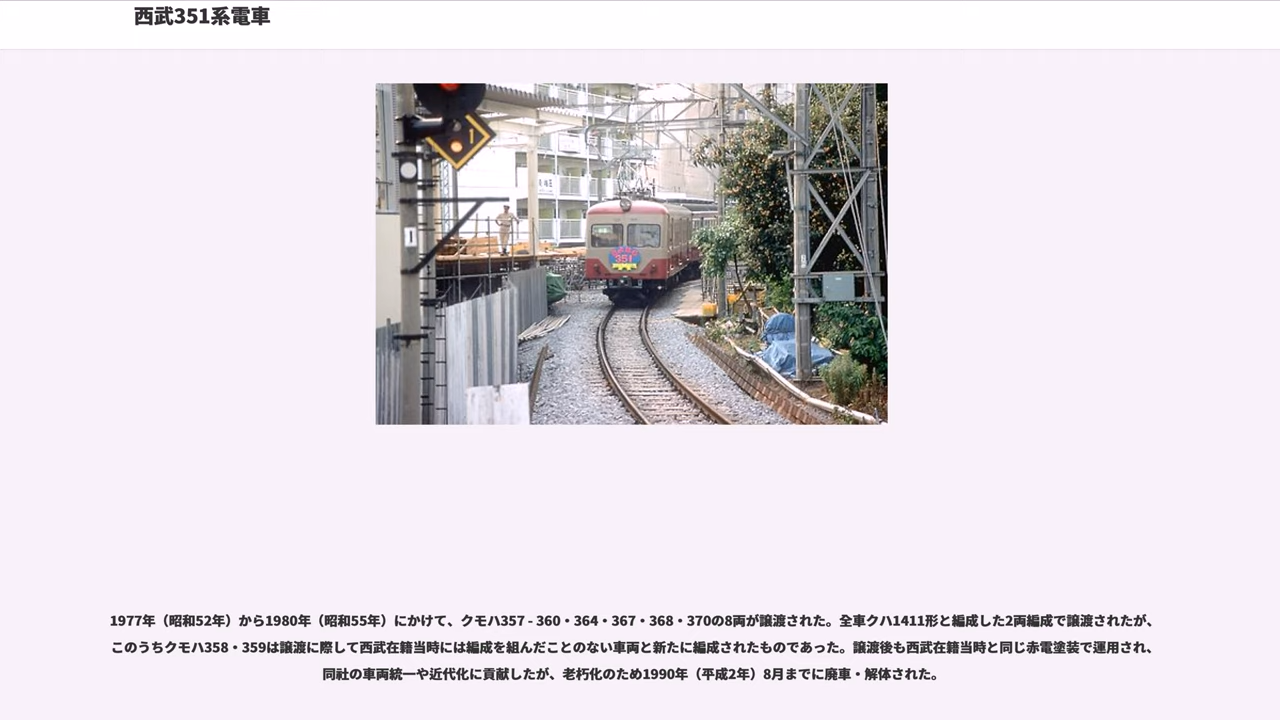 西武351系電車
351
1977年（昭和52年）から1980年（昭和55年）にかけて、クモハ357 - 360・364・367・368・370の8両が譲渡された。全車クハ1411形と編成した2両編成で譲渡されたが、
このうちクモハ358・359は譲渡に際して西武在籍当時には編成を組んだことのない車両と新たに編成されたものであった。譲渡後も西武在籍当時と同じ赤電塗装で運用され、
同社の車両統一や近代化に貢献したが、老朽化のため1990年（平成2年）8月までに廃車・解体された。